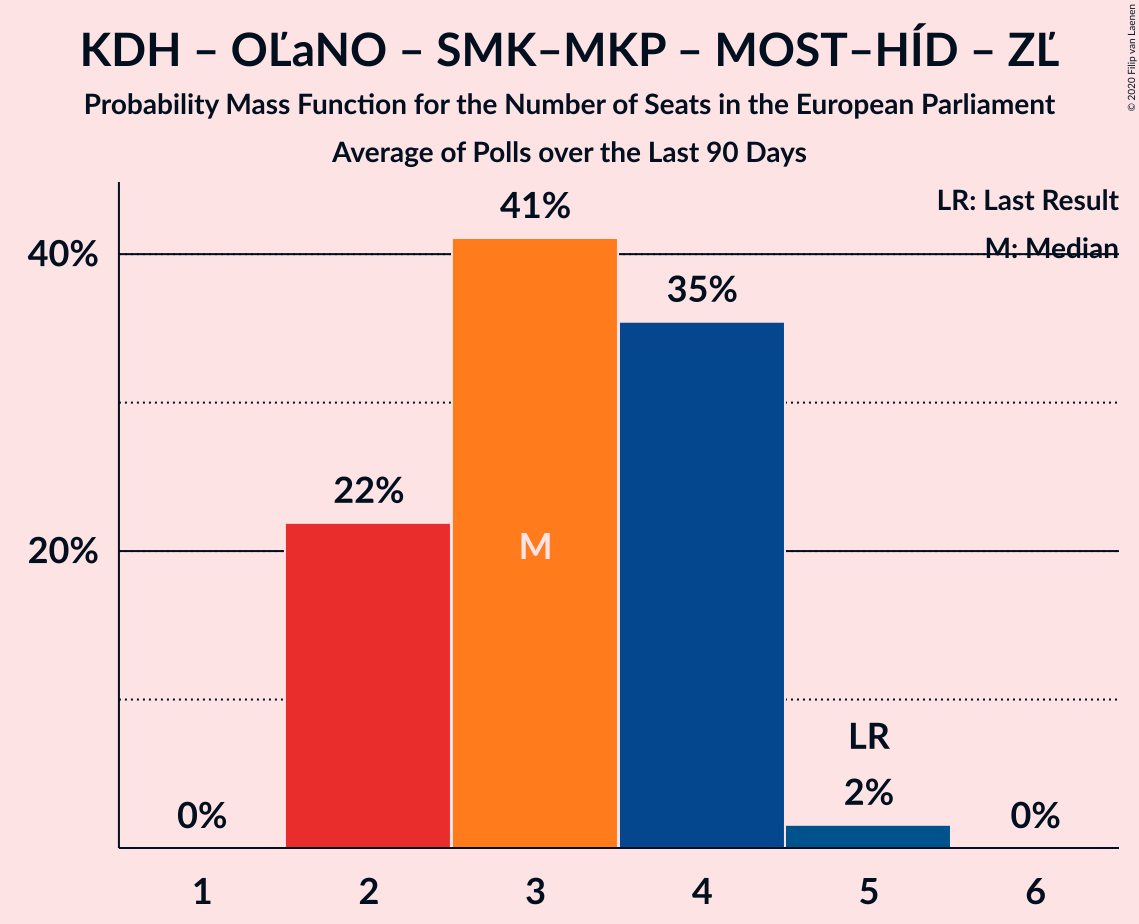 KDH – OĽaNO – SMK–MKP – MOST–HÍD – ZĽ
Probability Mass Function for the Number of Seats in the European Parliament
Average of Polls over the Last 90 Days
© 2020 Filip van Laenen
LR: Last Result
M: Median
41%
40%
35%
22%
20%
M
LR
2%
0%
0%
1 2 3 4 5 6